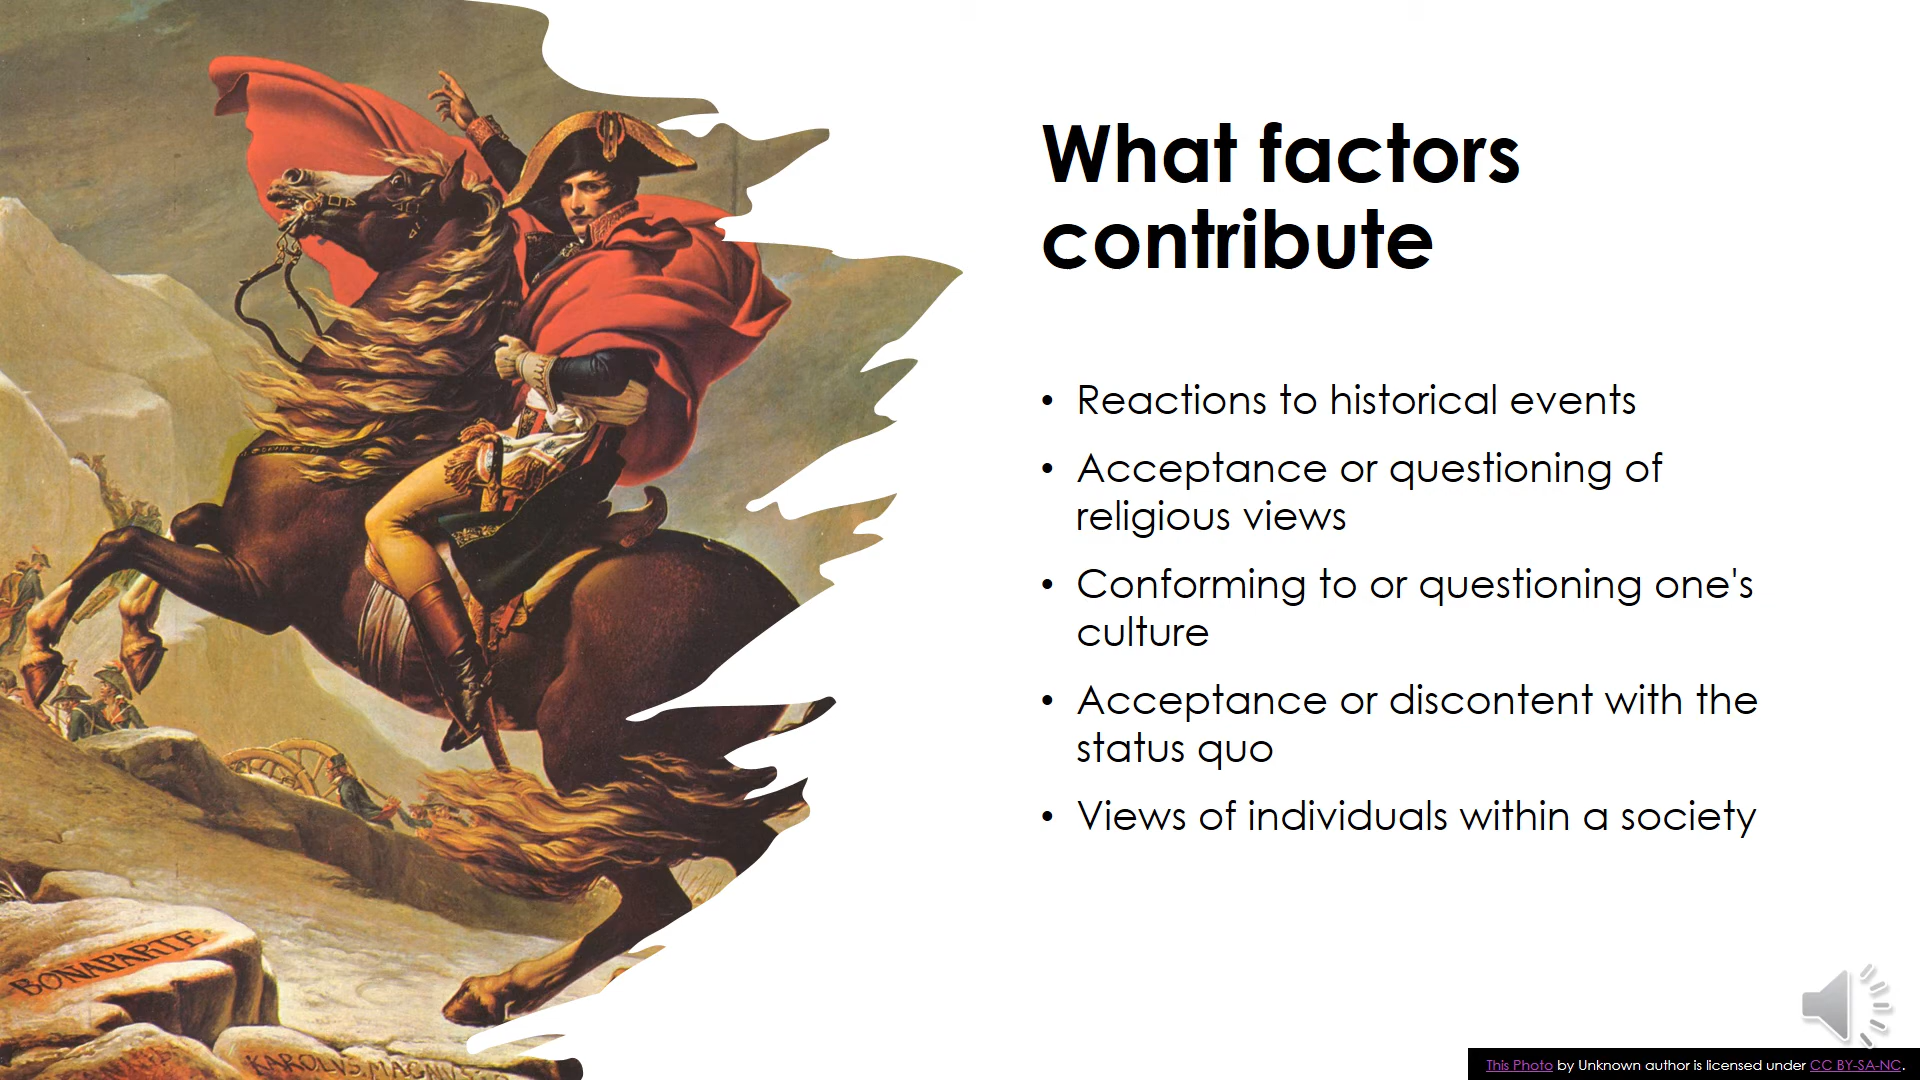 What factors
contribute
• Reactions to historical events
• Acceptance or questioning of
religious views
• Conforming to or questioning one's
culture
• Acceptance or discontent with the
status quo
• Views of individuals within a society
BONAPARTE
KAROLVS MAGNVS
This Photo by Unknown author is licensed under CC BY-SA-NC.